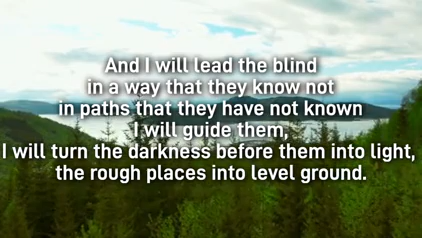 And I will lead the blind
in a way that they know not
in paths that they have not known
I will guide them,
I will turn the darkness before them into light,
the rough places into level ground.